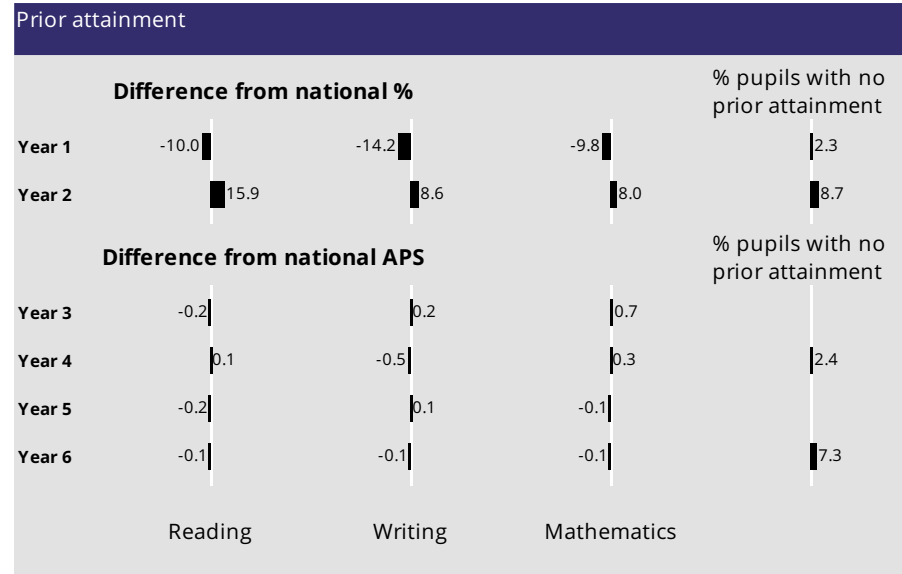 Prior attainment
Difference from national %
% pupils with no
prior attainment
Year 1 -10.0 -14.2 -9.8 2.3
Year 2 15.9 8.6 8.0 8.7
Difference from national APS
% pupils with no
prior attainment
Year 3 -0.2 0.2 0.7
Year 4 0.1 -0.5 0.3 2.4
Year 5 -0.2 0.1 -0.1
Year 6 -0.1 -0.1 -0.1 7.3
Reading Writing Mathematics